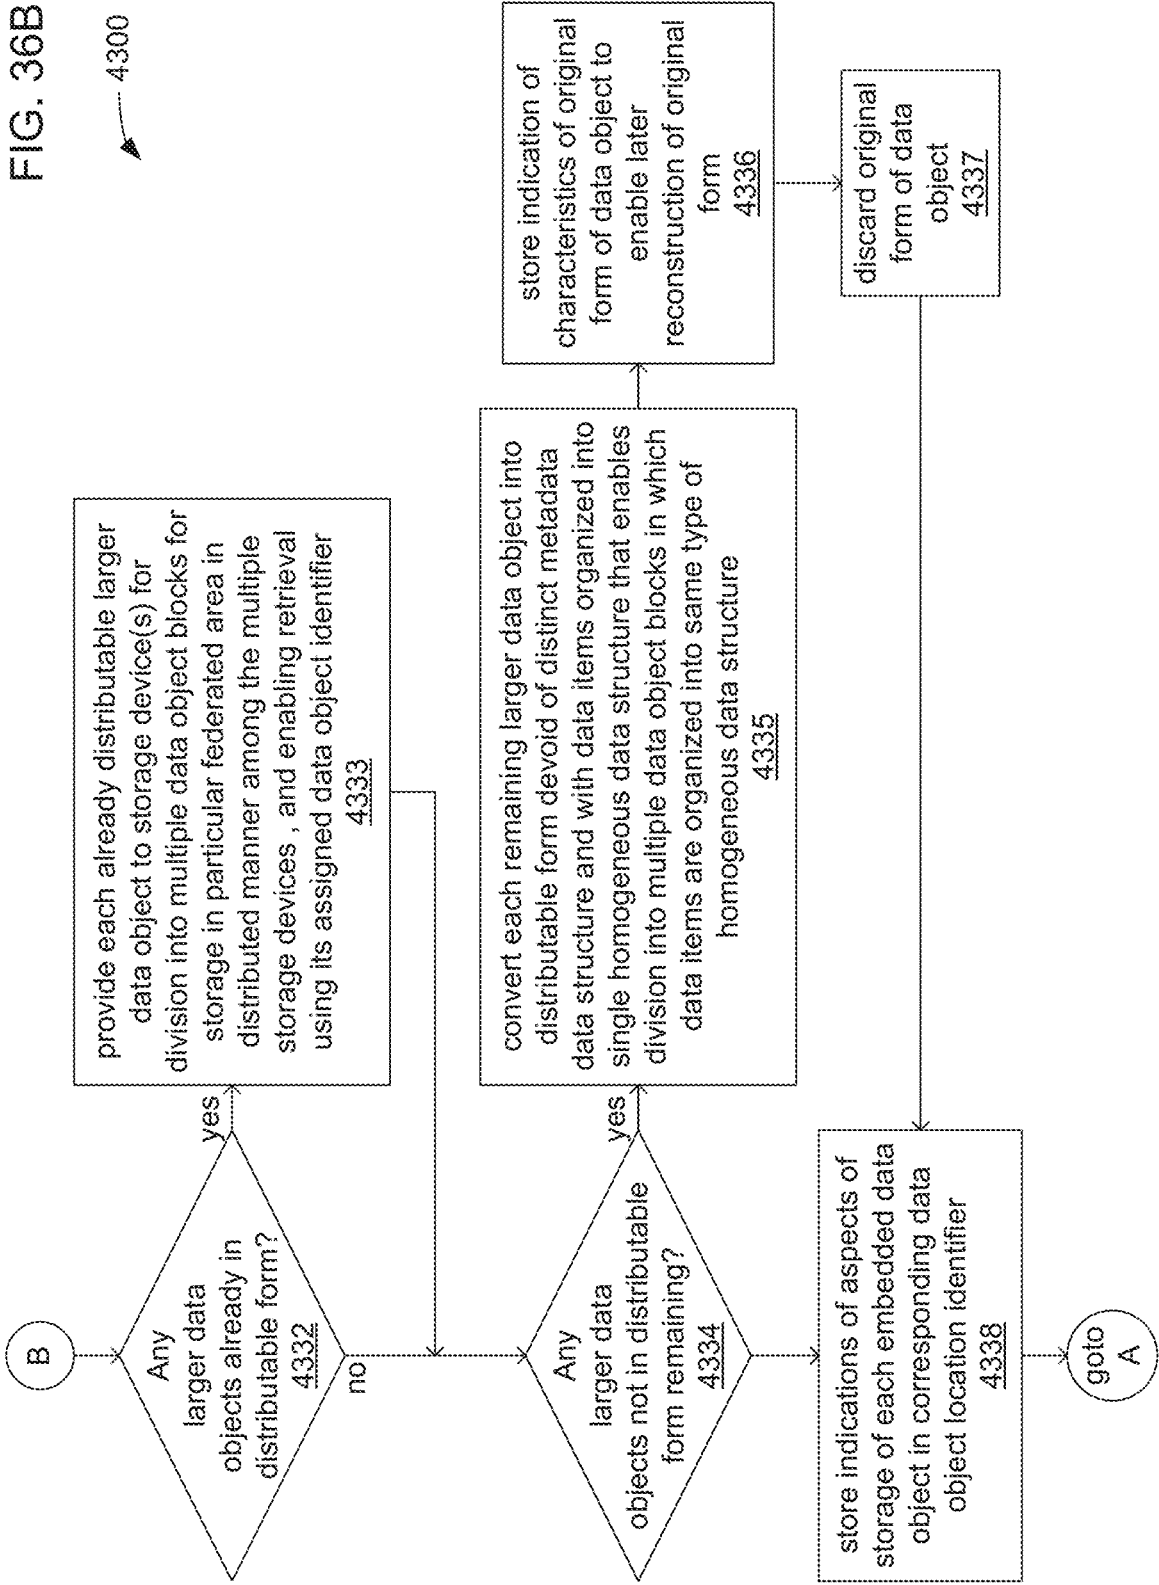 FIG. 36B
4300
B
Any
larger data
objects already in
distributable form?
4332
yes
no
provide each already distributable larger
data object to storage device(s) for
division into multiple data object blocks for
storage in particular federated area in
distributed manner among the multiple
storage devices , and enabling retrieval
using its assigned data object identifier
4333
Any
larger data
objects not in distributable
form remaining?
4334
yes
convert each remaining larger data object into
distributable form devoid of distinct metadata
data structure and with data items organized into
single homogeneous data structure that enables
division into multiple data object blocks in which
data items are organized into same type of
homogeneous data structure
4335
store indication of
characteristics of original
form of data object to
enable later
reconstruction of original
form
4336
discard original
form of data
object
4337
store indications of aspects of
storage of each embedded data
object in corresponding data
object location identifier
4338
goto
A